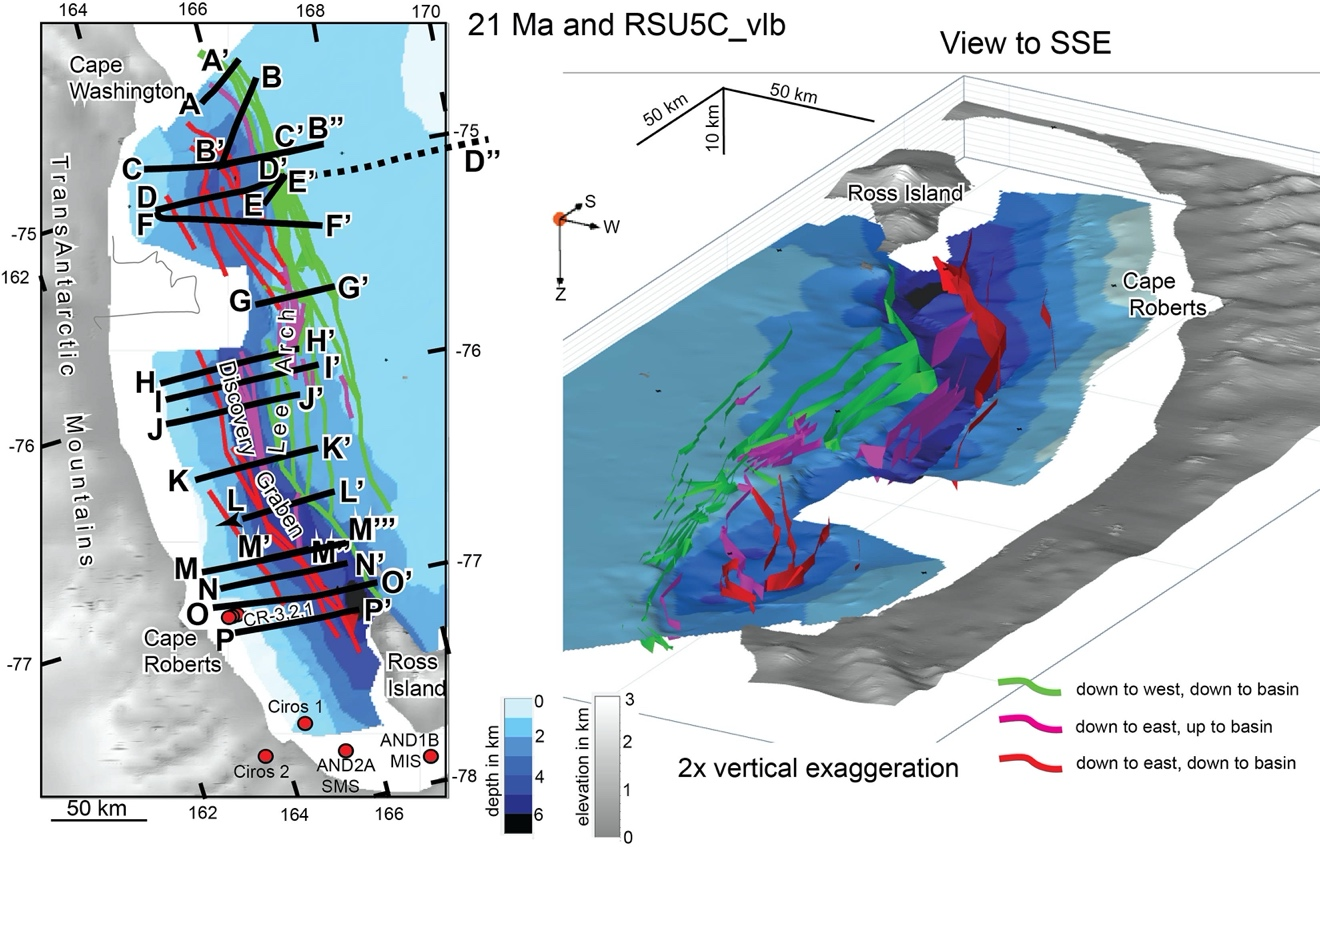 164
166
168
170
21 Ma and RSU5C_vlb
View to SSE
Cape
Washington
A'
A
B
C'
B"
-75
B'
C
D'
D"
E'
D
E
F
F'
-75
162
G
G'
TransAntarctic
Mountains
Lee Arch
Discovery
Graben
H'
H
-76
I'
I
J'
J
-76
K'
K
L'
L
M'''
M'
M"
M
N'
N
-77
O'
O
CR-3,2,1
P'
P
Cape
Roberts
-77
Ross
Island
Ciros 1
Ciros 2
AND2A
SMS
AND1B
MIS
-78
50 km
162
164
166
50 km
50 km
10 km
S
W
Z
Ross Island
Cape
Roberts
depth in km
0
2
4
6
elevation in km
3
2
1
0
2x vertical exaggeration
down to west, down to basin
down to east, up to basin
down to east, down to basin